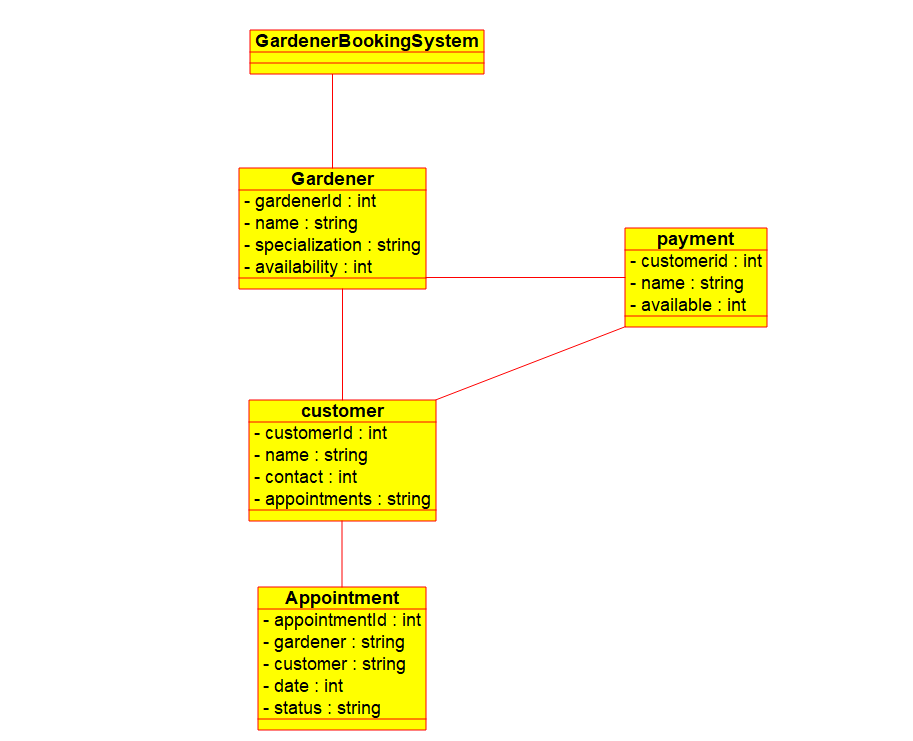 GardenerBookingSystem
Gardener
- gardenerId : int
- name : string
- specialization : string
- availability : int
payment
- customerid : int
- name : string
- available : int
customer
- customerId : int
- name : string
- contact : int
- appointments : string
Appointment
- appointmentId : int
- gardener : string
- customer : string
- date : int
- status : string